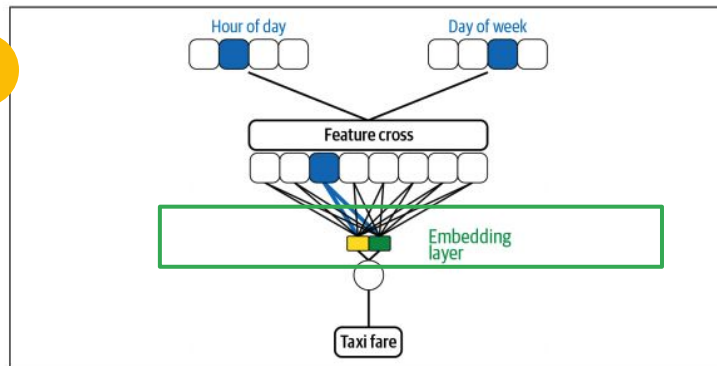 Hour of day
Day of week
Feature cross
Embedding
layer
Taxi fare